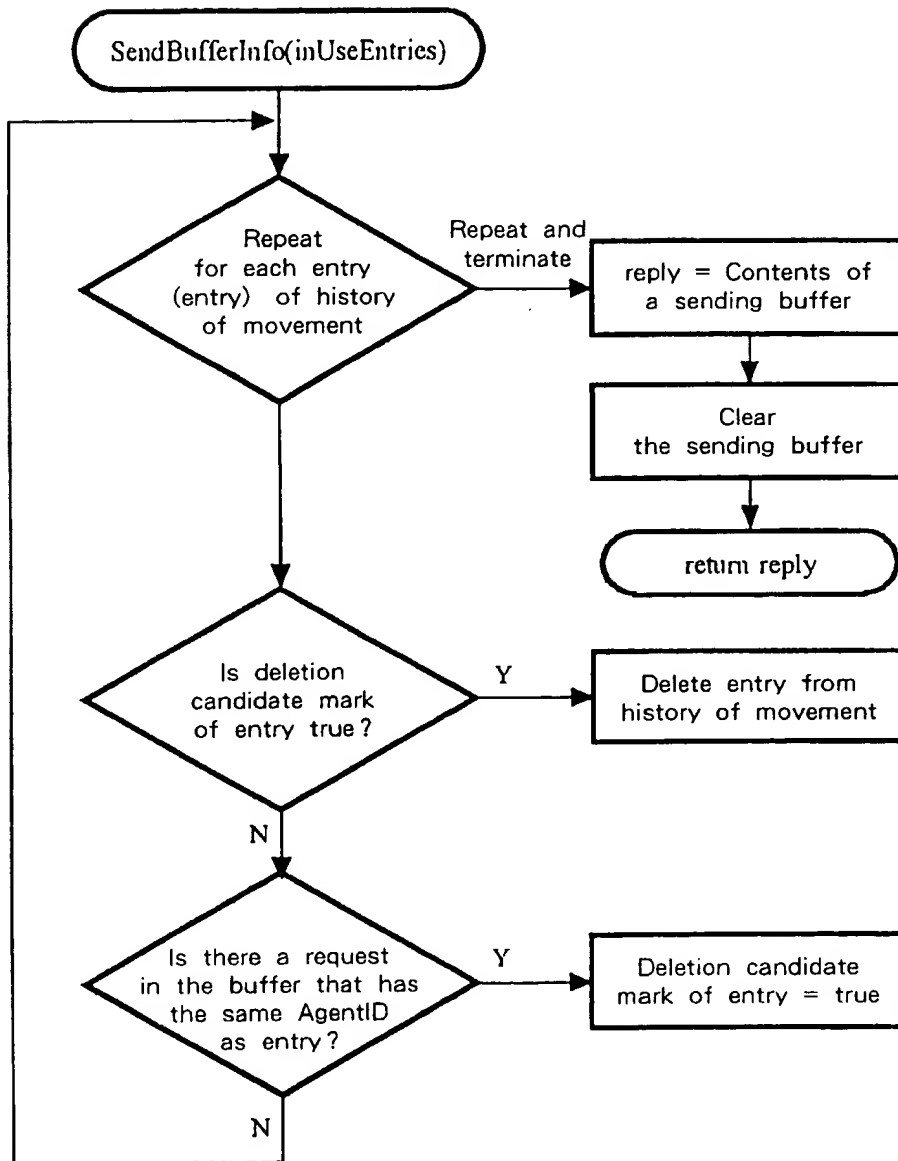 SendBufferInfo(inUseEntries)
Repeat
for each entry
(entry) of history
of movement
Repeat and
terminate
reply = Contents of
a sending buffer
Clear
the sending buffer
return reply
Is deletion
candidate mark
of entry true?
Y
Delete entry from
history of movement
N
Is there a request
in the buffer that has
the same AgentID
as entry?
Y
Deletion candidate
mark of entry = true
N